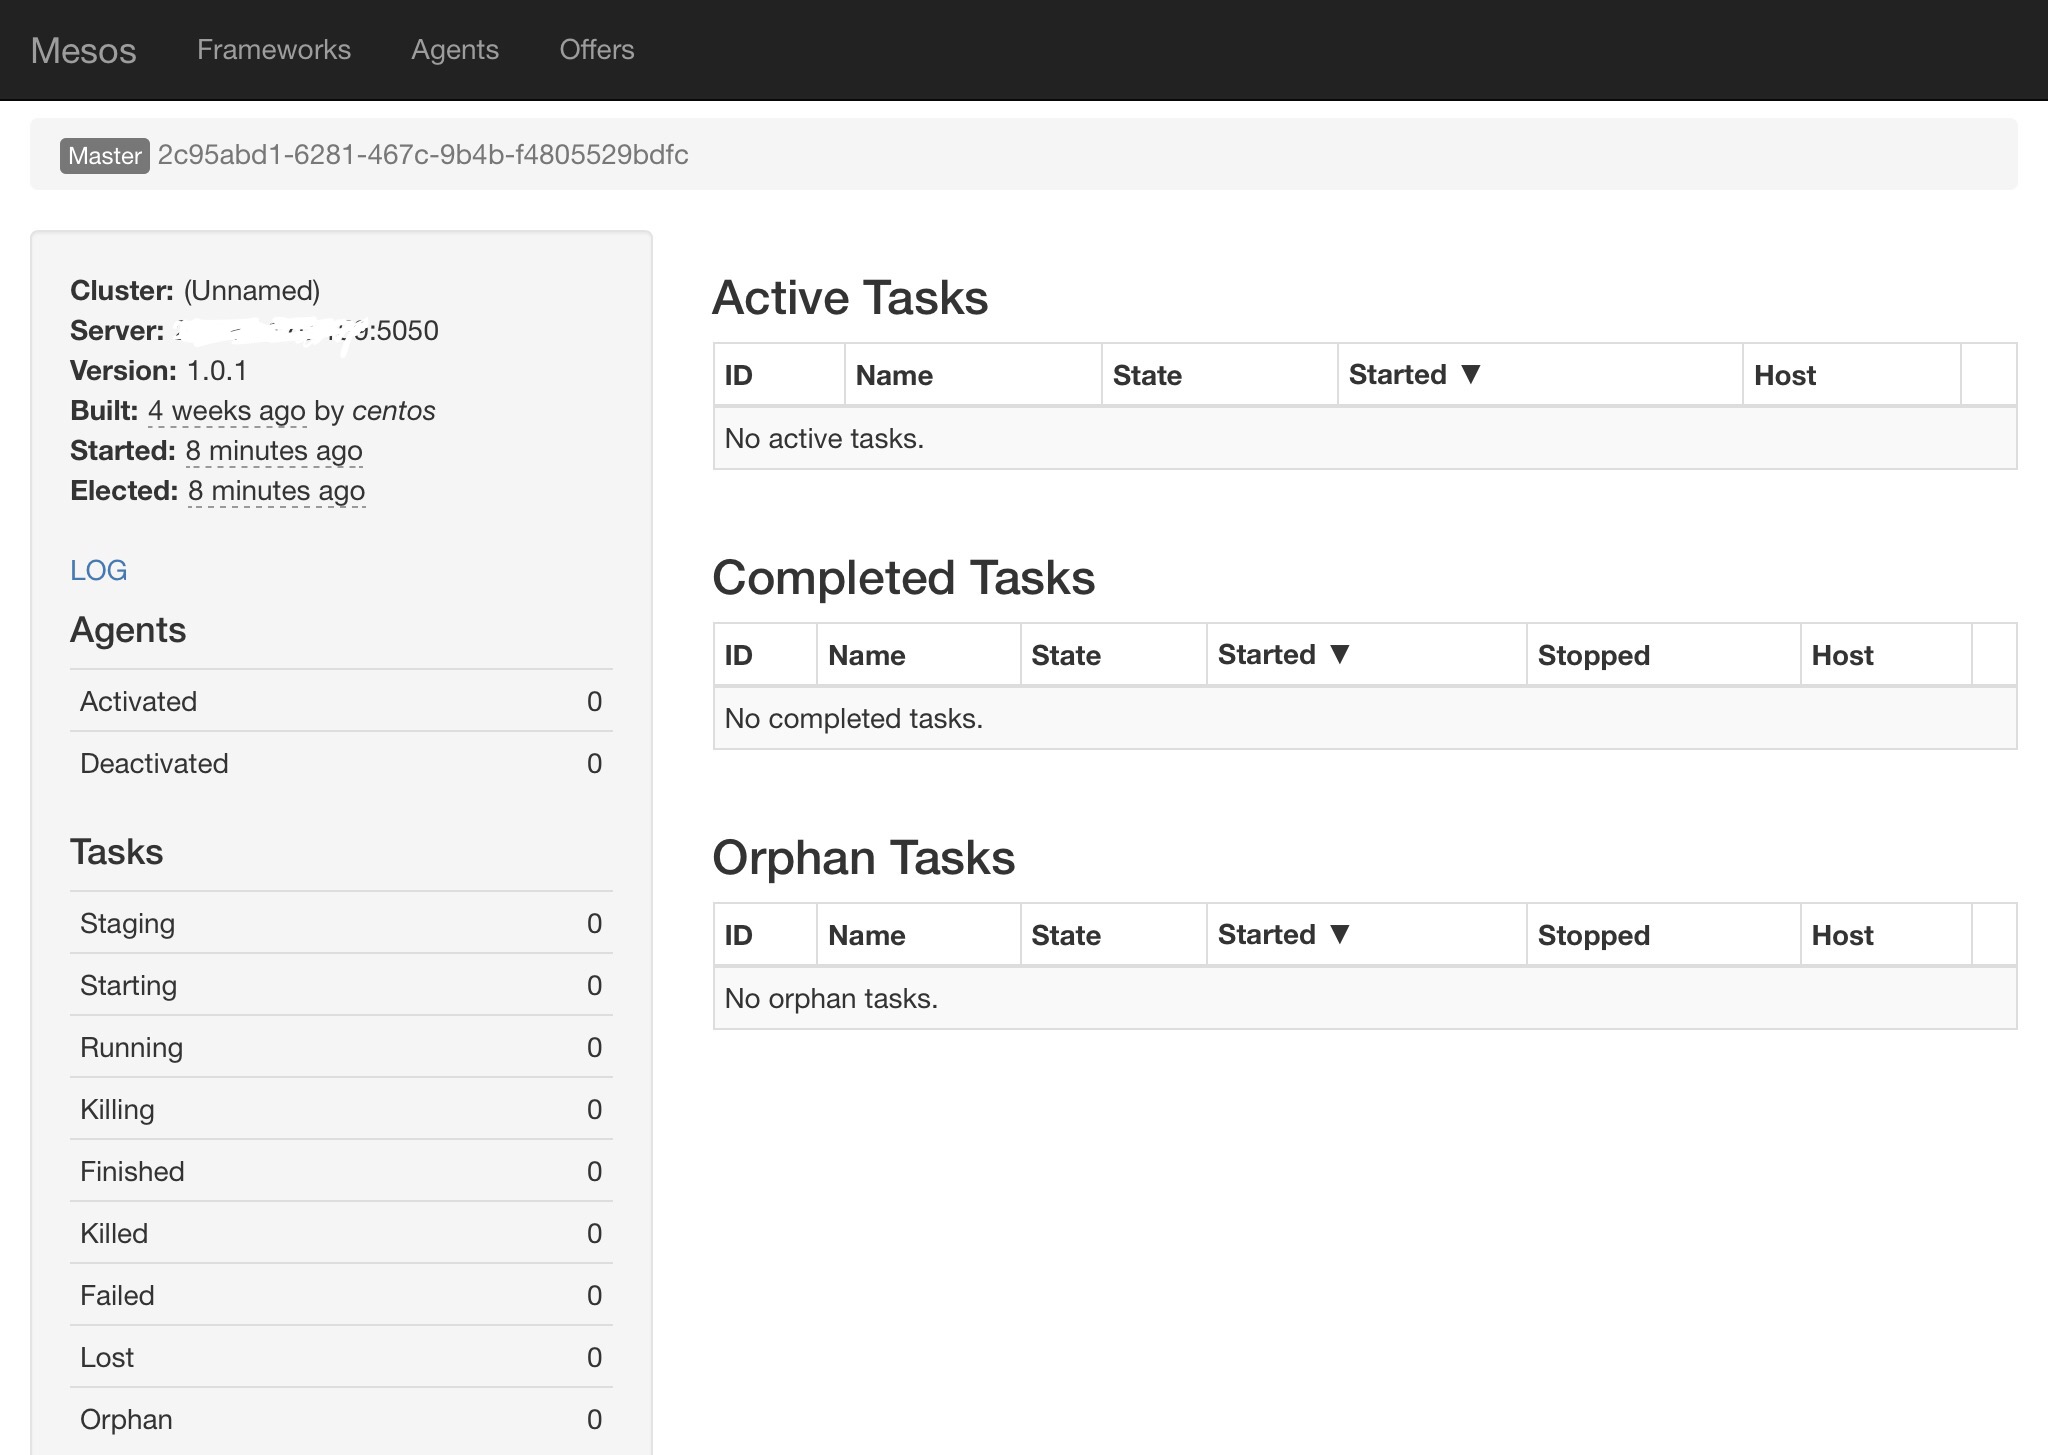 Mesos Frameworks Agents Offers
Master 2c95abd1-6281-467c-9b4b-f4805529bdfc
Cluster: (Unnamed)
Server: :5050
Version: 1.0.1
Built: 4 weeks ago by centos
Started: 8 minutes ago
Elected: 8 minutes ago
LOG
Agents
Activated 0
Deactivated 0
Tasks
Staging 0
Starting 0
Running 0
Killing 0
Finished 0
Killed 0
Failed 0
Lost 0
Orphan 0
Active Tasks
ID Name State Started ▼ Host
No active tasks.
Completed Tasks
ID Name State Started ▼ Stopped Host
No completed tasks.
Orphan Tasks
ID Name State Started ▼ Stopped Host
No orphan tasks.